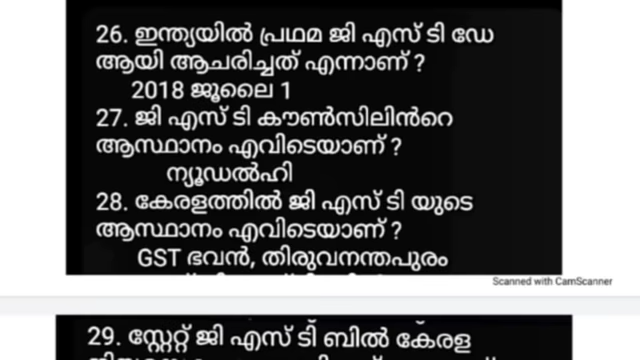 26. ഇന്ത്യയിൽ പ്രഥമ ജി എസ് ടി ഡേ
ആയി ആചരിച്ചത് എന്നാണ് ?
2018 ജൂലൈ 1
27. ജി എസ് ടി കൗൺസിലിൻറെ
ആസ്ഥാനം എവിടെയാണ് ?
ന്യൂഡൽഹി
28. കേരളത്തിൽ ജി എസ് ടി യുടെ
ആസ്ഥാനം എവിടെയാണ് ?
GST ഭവൻ, തിരുവനന്തപുരം
Scanned with CamScanner
29. സ്റ്റേറ്റ് ജി എസ് ടി ബിൽ കേരള